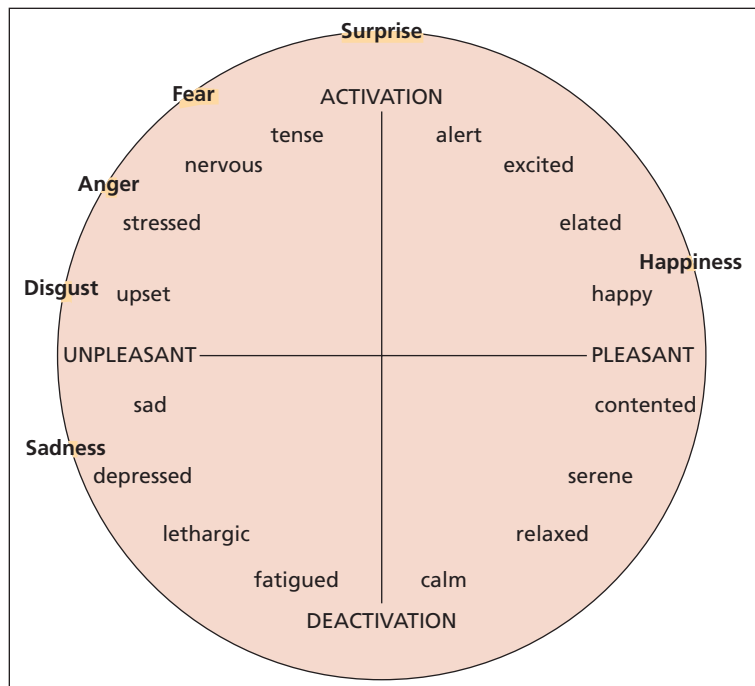 Surprise
Fear
ACTIVATION
tense
alert
nervous
excited
Anger
stressed
elated
Happiness
Disgust
upset
happy
UNPLEASANT
PLEASANT
sad
contented
Sadness
depressed
serene
lethargic
relaxed
fatigued
calm
DEACTIVATION